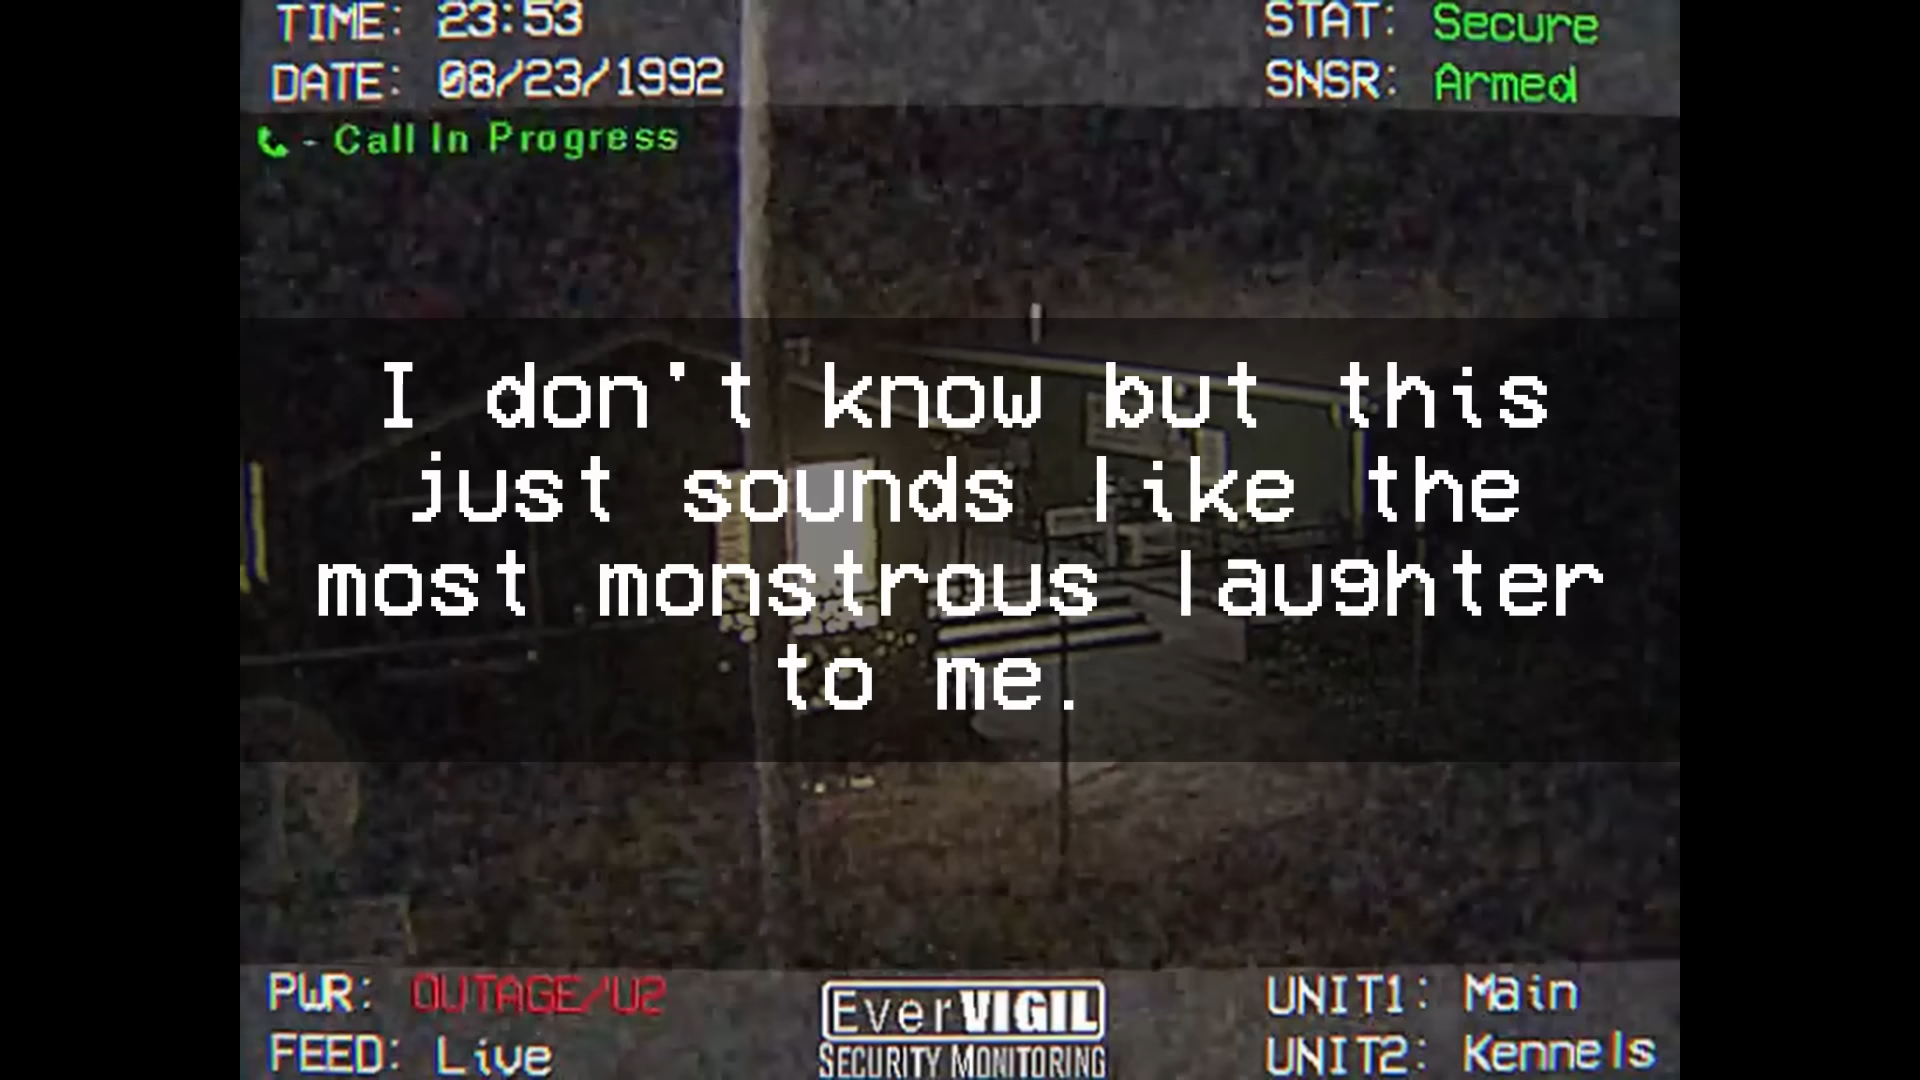 TIME: 23:53
DATE: 08/23/1992
STAT: Secure
SNSR: Armed
- Call In Progress
I don't know but this
just sounds like the
most monstrous laughter
to me.
PWR: OUTAGE/U2
FEED: Live
EverVIGIL
SECURITY MONITORING
UNIT1: Main
UNIT2: Kennels